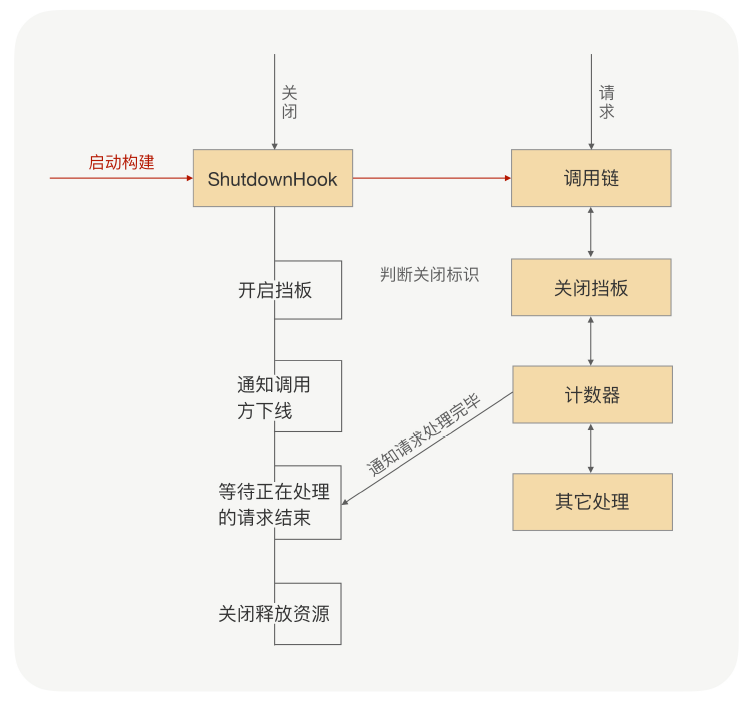 关
闭
请
求
启动构建
ShutdownHook
调用链
开启挡板
判断关闭标识
关闭挡板
通知调用
方下线
计数器
通知请求处理完毕
等待正在处理
的请求结束
其它处理
关闭释放资源